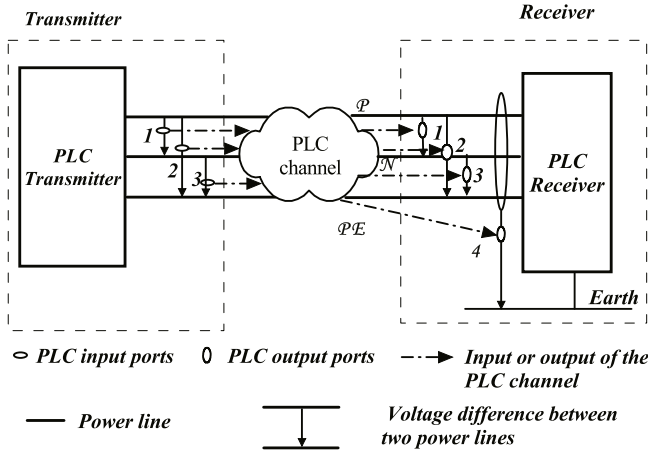 Transmitter
Receiver
PLC
Transmitter
1
2
3
PLC
channel
P
N
PE
1
2
3
4
PLC
Receiver
Earth
PLC input ports
PLC output ports
Input or output of the
PLC channel
Power line
Voltage difference between
two power lines